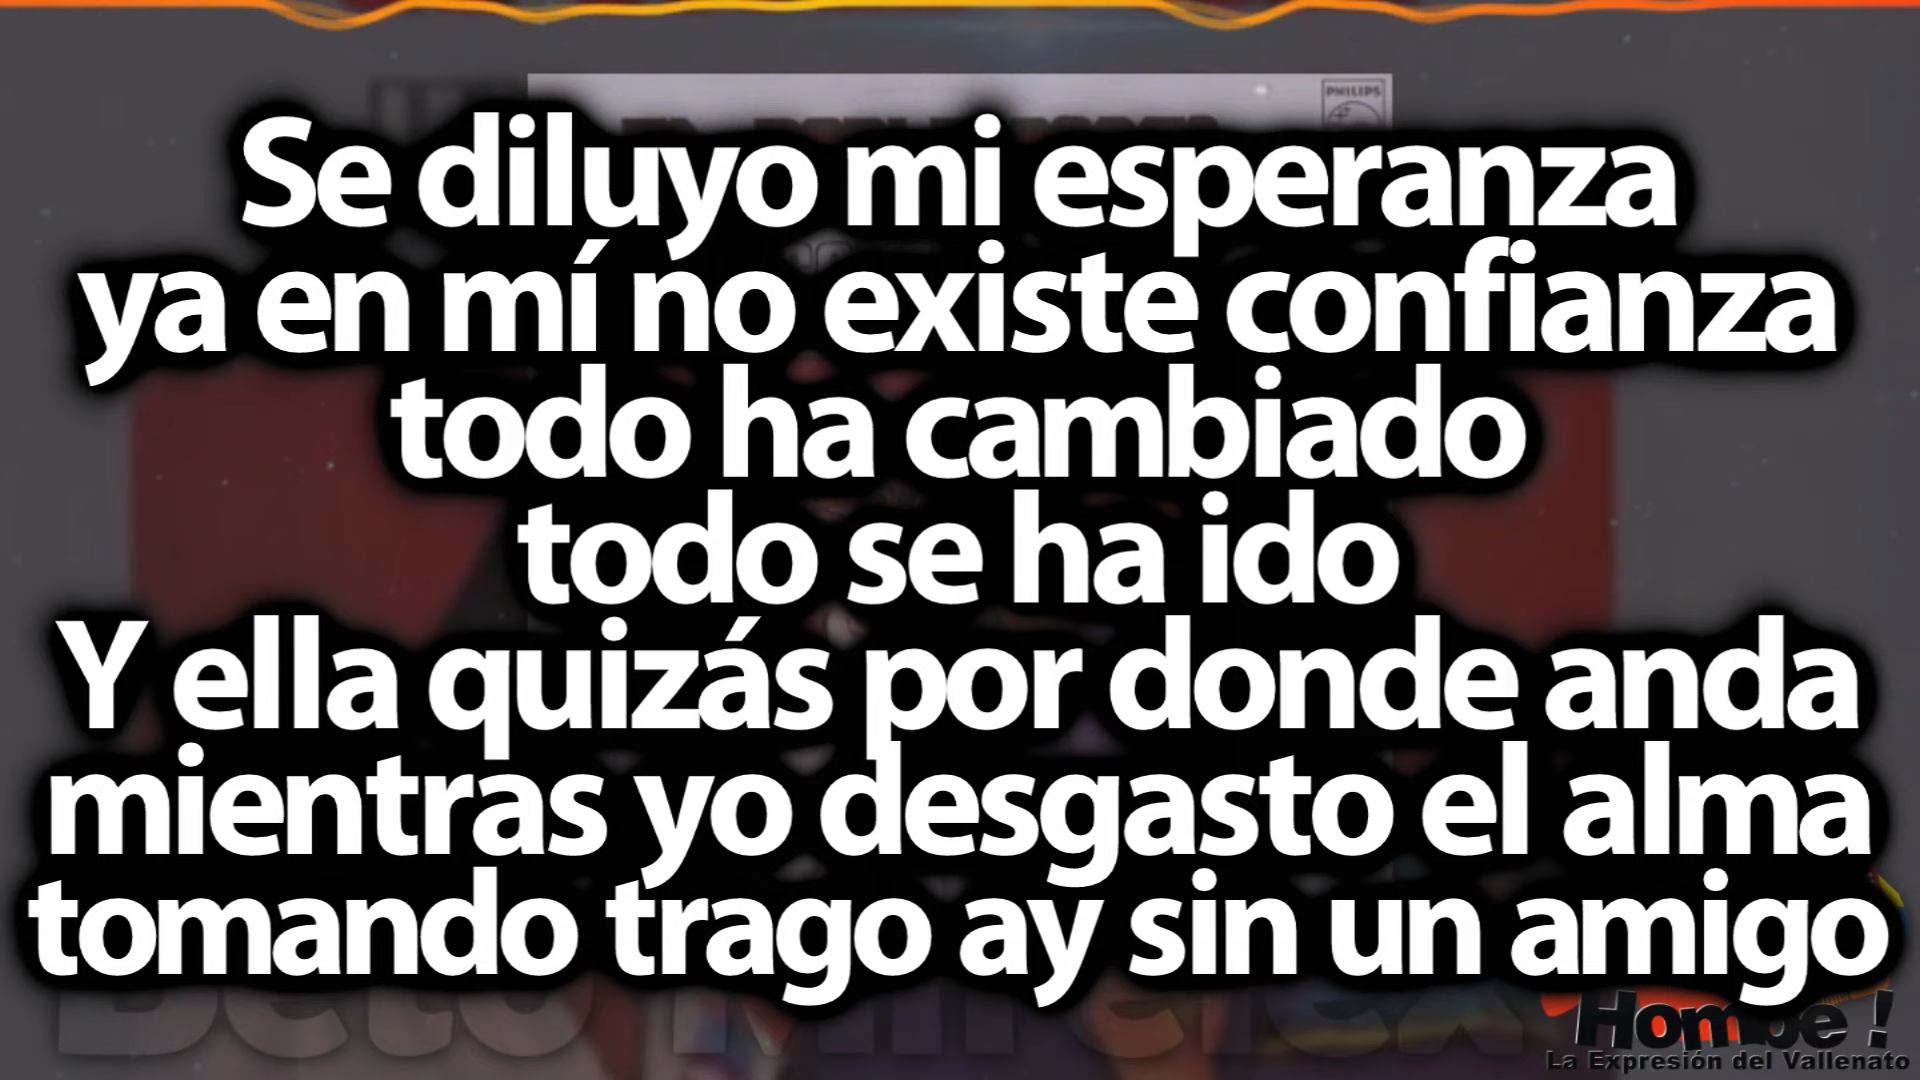 PHILIPS
Se diluyo mi esperanza
ya en mí no existe confianza
todo ha cambiado
todo se ha ido
Y ella quizás por donde anda
mientras yo desgasto el alma
tomando trago ay sin un amigo
Hombe !
La Expresión del Vallenato